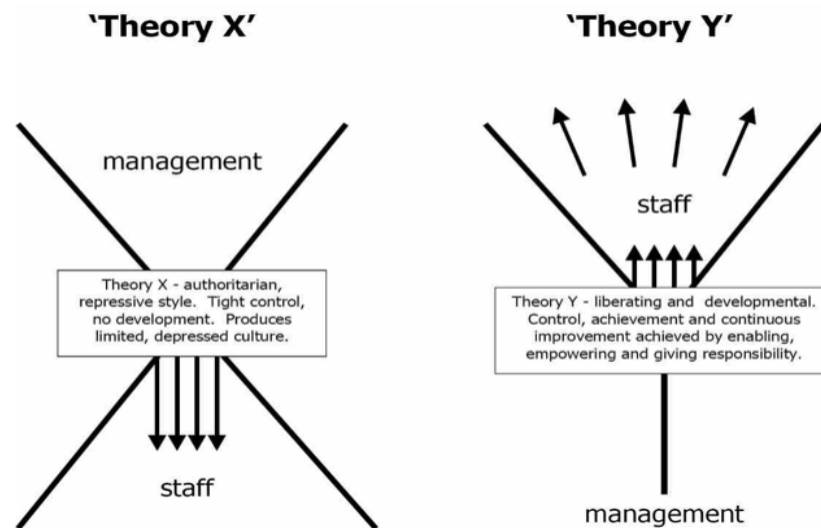 ‘Theory X’
management
Theory X - authoritarian,
repressive style. Tight control,
no development. Produces
limited, depressed culture.
staff
‘Theory Y’
staff
Theory Y - liberating and developmental.
Control, achievement and continuous
improvement achieved by enabling,
empowering and giving responsibility.
management